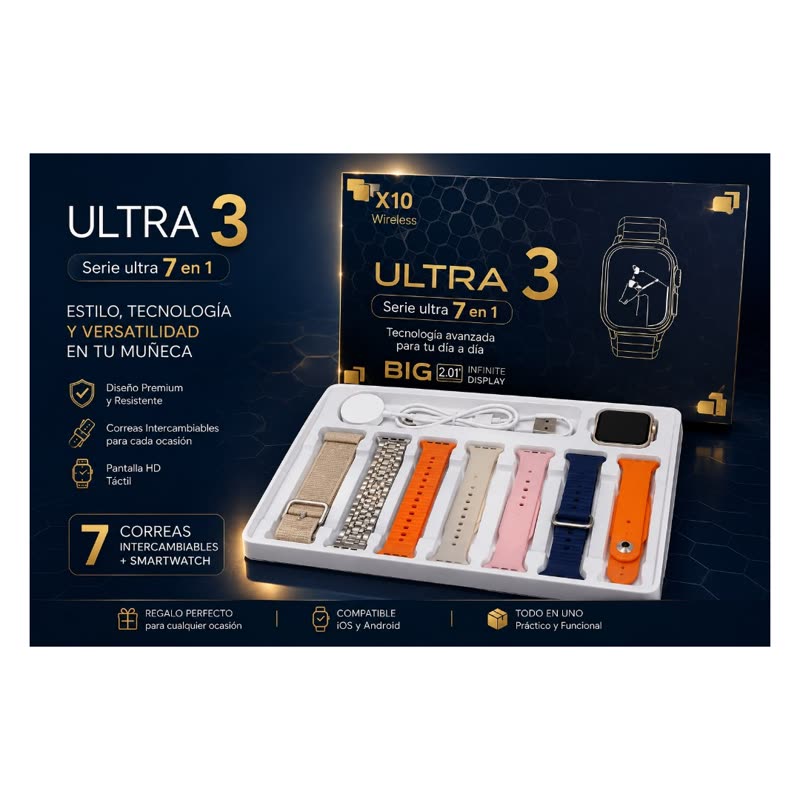 ULTRA 3
Serie ultra 7 en 1
ESTILO, TECNOLOGÍA
Y VERSATILIDAD
EN TU MUÑECA
Diseño Premium
y Resistente
Correas Intercambiables
para cada ocasión
Pantalla HD
Táctil
7 CORREAS
INTERCAMBIABLES
+ SMARTWATCH
X10
Wireless
ULTRA 3
Serie ultra 7 en 1
Tecnología avanzada
para tu día a día
BIG 2.01" INFINITE
DISPLAY
REGALO PERFECTO
para cualquier ocasión
COMPATIBLE
iOS y Android
TODO EN UNO
Práctico y Funcional